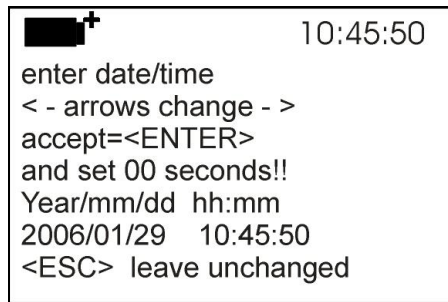 10:45:50
enter date/time
< - arrows change - >
accept=<ENTER>
and set 00 seconds!!
Year/mm/dd hh:mm
2006/01/29 10:45:50
<ESC> leave unchanged